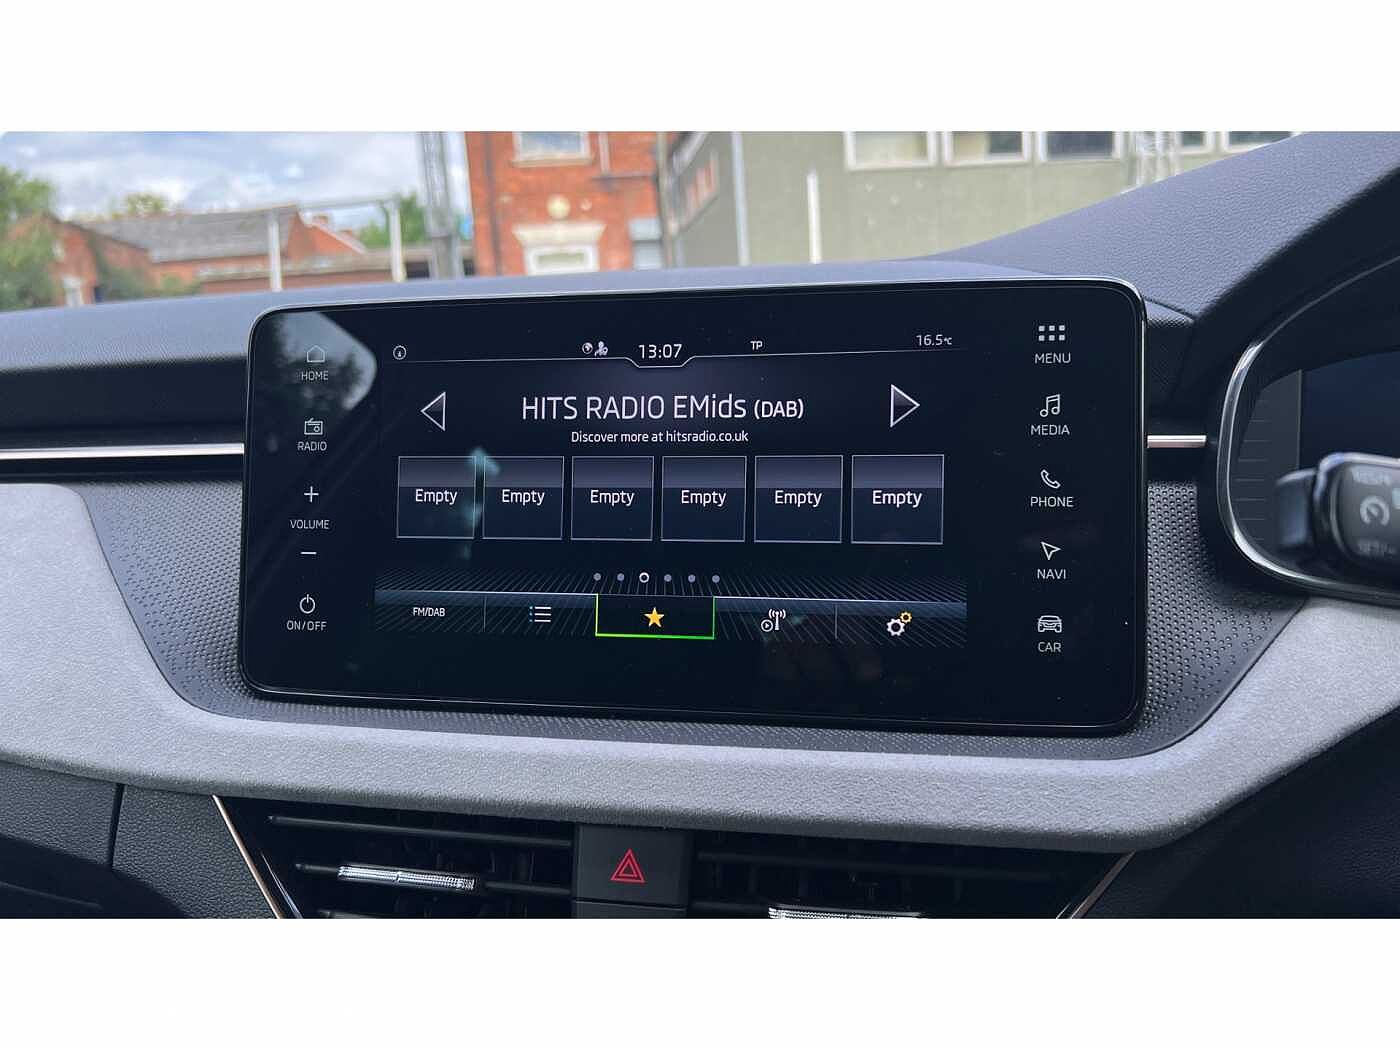 HOME
RADIO
+
VOLUME
−
ON/OFF
13:07
TP
16.5°C
HITS RADIO EMids (DAB)
Discover more at hitsradio.co.uk
Empty Empty Empty Empty Empty Empty
FM/DAB
MENU
MEDIA
PHONE
NAVI
CAR